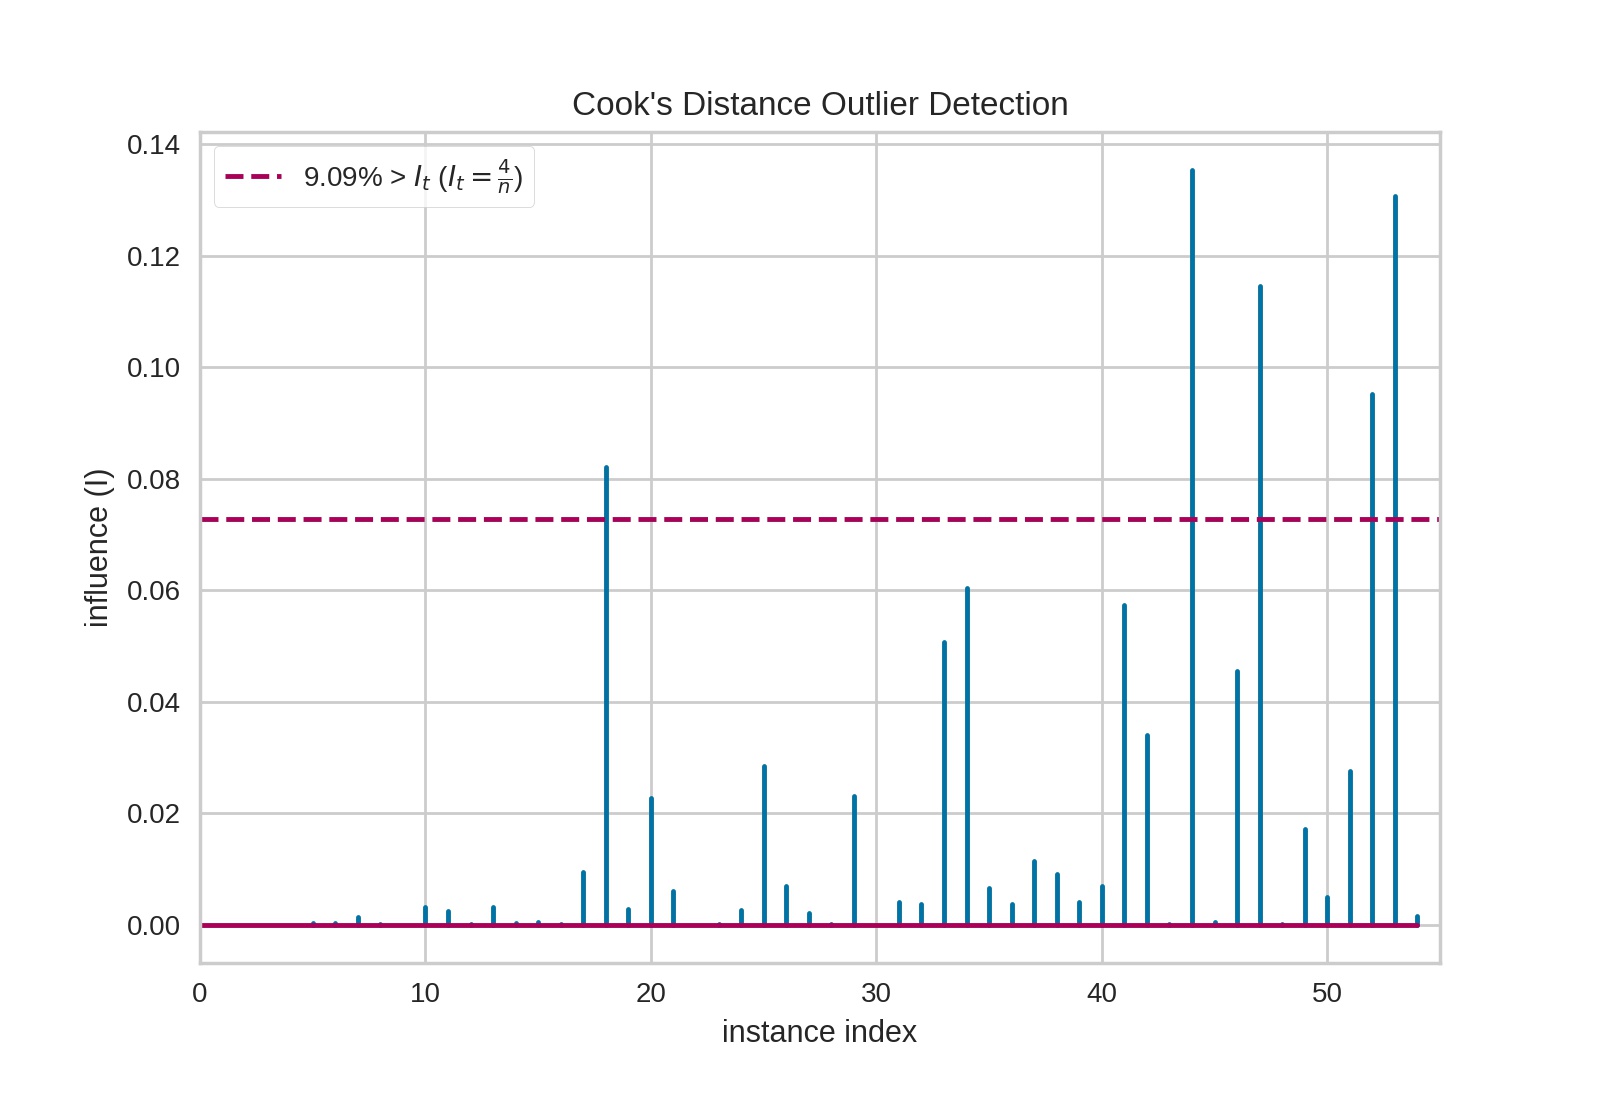 Cook's Distance Outlier Detection
9.09% > I_t (I_t = 4/n)
influence (I)
0.14
0.12
0.10
0.08
0.06
0.04
0.02
0.00
0 10 20 30 40 50
instance index